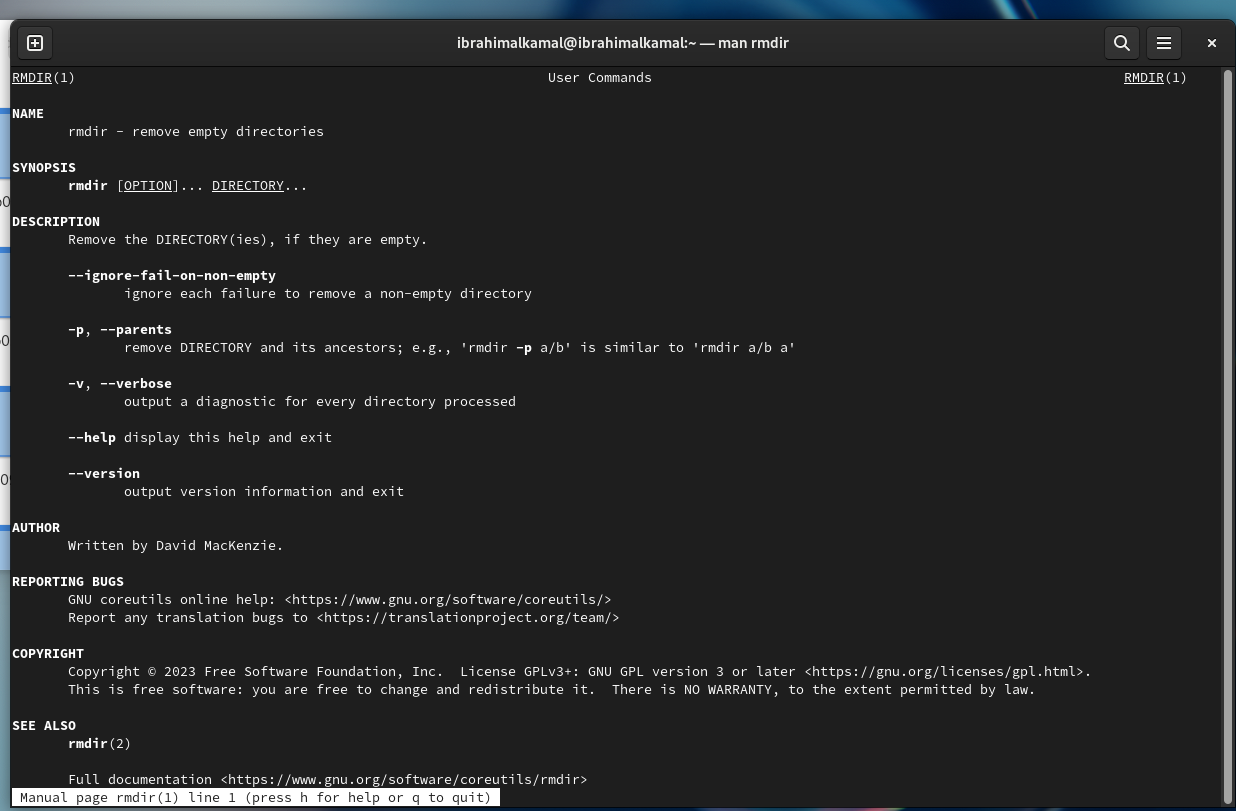 ibrahimalkamal@ibrahimalkamal:~ — man rmdir
RMDIR(1) User Commands RMDIR(1)
NAME
rmdir - remove empty directories
SYNOPSIS
rmdir [OPTION]... DIRECTORY...
DESCRIPTION
Remove the DIRECTORY(ies), if they are empty.
--ignore-fail-on-non-empty
ignore each failure to remove a non-empty directory
-p, --parents
remove DIRECTORY and its ancestors; e.g., 'rmdir -p a/b' is similar to 'rmdir a/b a'
-v, --verbose
output a diagnostic for every directory processed
--help display this help and exit
--version
output version information and exit
AUTHOR
Written by David MacKenzie.
REPORTING BUGS
GNU coreutils online help: <https://www.gnu.org/software/coreutils/>
Report any translation bugs to <https://translationproject.org/team/>
COPYRIGHT
Copyright © 2023 Free Software Foundation, Inc.  License GPLv3+: GNU GPL version 3 or later <https://gnu.org/licenses/gpl.html>.
This is free software: you are free to change and redistribute it.  There is NO WARRANTY, to the extent permitted by law.
SEE ALSO
rmdir(2)
Full documentation <https://www.gnu.org/software/coreutils/rmdir>
Manual page rmdir(1) line 1 (press h for help or q to quit)